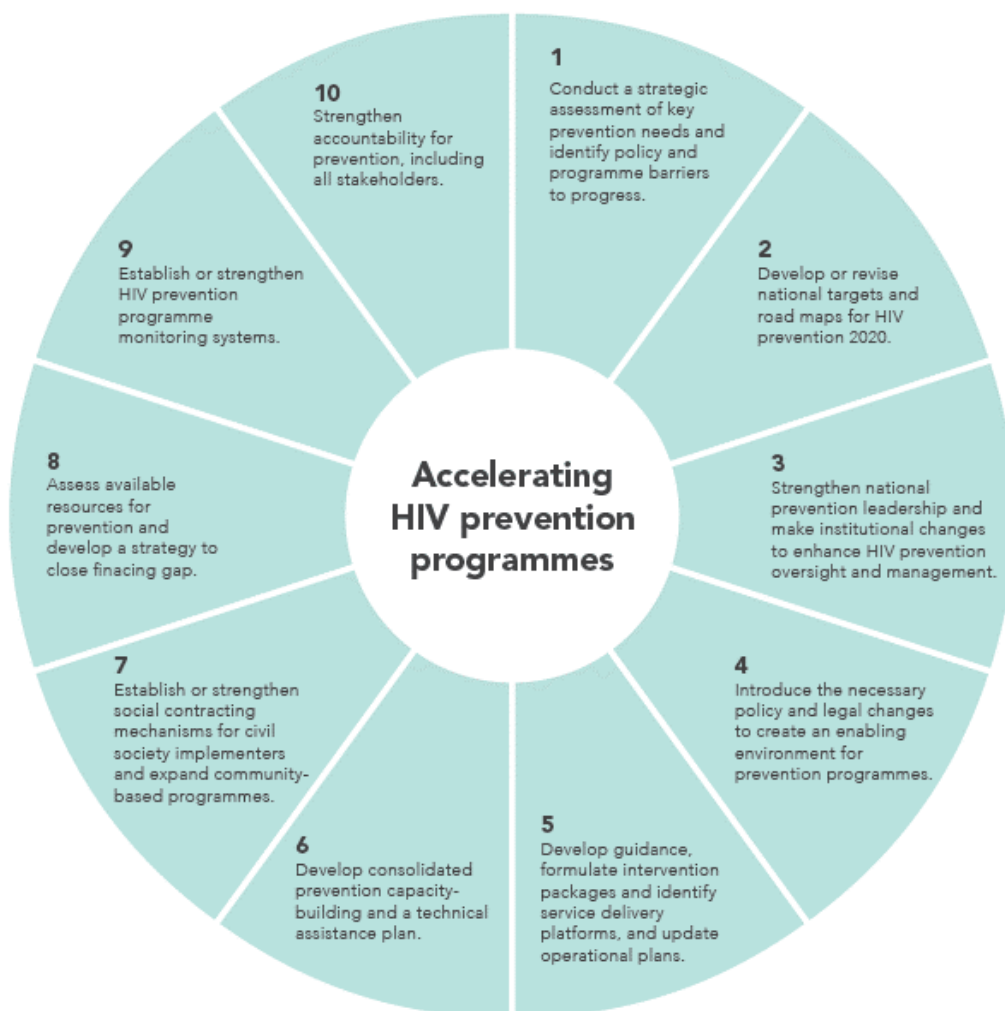 Accelerating
HIV prevention
programmes
1
Conduct a strategic
assessment of key
prevention needs and
identify policy and
programme barriers
to progress.
2
Develop or revise
national targets and
road maps for HIV
prevention 2020.
3
Strengthen national
prevention leadership and
make institutional changes
to enhance HIV prevention
oversight and management.
4
Introduce the necessary
policy and legal changes
to create an enabling
environment for
prevention programmes.
5
Develop guidance,
formulate intervention
packages and identify
service delivery
platforms, and update
operational plans.
6
Develop consolidated
prevention capacity-
building and a technical
assistance plan.
7
Establish or strengthen
social contracting
mechanisms for civil
society implementers
and expand community-
based programmes.
8
Assess available
resources for
prevention and
develop a strategy to
close finacing gap.
9
Establish or strengthen
HIV prevention
programme
monitoring systems.
10
Strengthen
accountability for
prevention, including
all stakeholders.